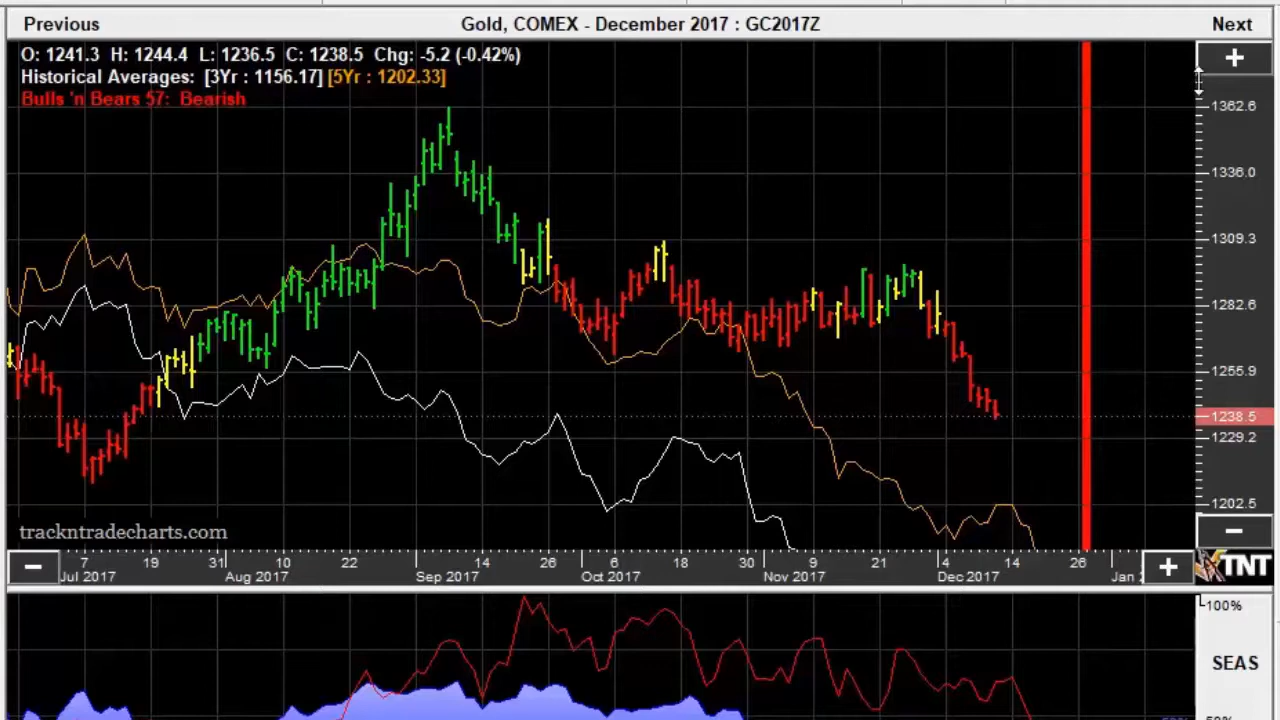 Previous Gold, COMEX - December 2017 : GC2017Z Next
O: 1241.3 H: 1244.4 L: 1236.5 C: 1238.5 Chg: -5.2 (-0.42%)
Historical Averages: [3Yr : 1156.17] [5Yr : 1202.33]
Bulls 'n Bears 57: Bearish
+
1362.6
1336.0
1309.3
1282.6
1255.9
1238.5
1229.2
1202.5
trackntradecharts.com
−
− 7 19 31 10 22 14 26 6 18 30 9 21 4 14 26 +
Jul 2017 Aug 2017 Sep 2017 Oct 2017 Nov 2017 Dec 2017 Jan
TNT
100%
SEAS